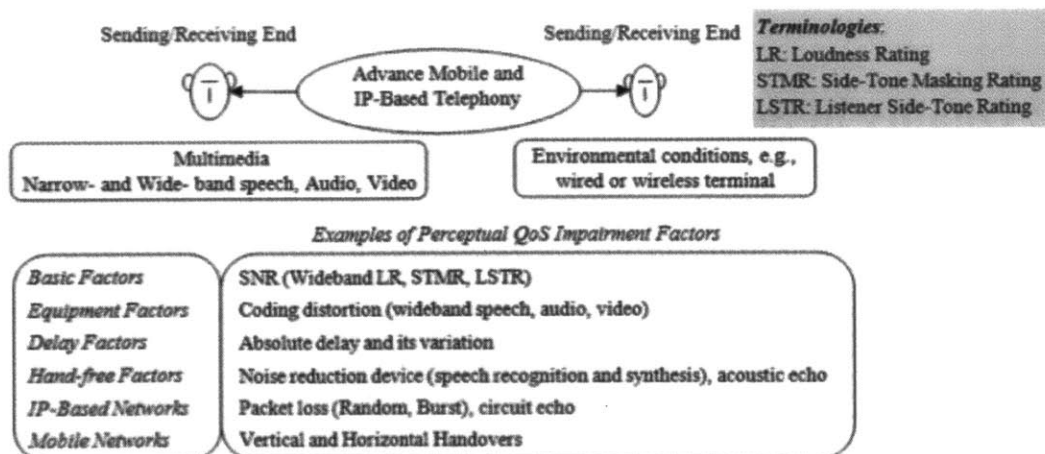 Sending/Receiving End
Sending/Receiving End
Terminologies:
LR: Loudness Rating
STMR: Side-Tone Masking Rating
LSTR: Listener Side-Tone Rating
Advance Mobile and
IP-Based Telephony
Multimedia
Narrow- and Wide- band speech, Audio, Video
Environmental conditions, e.g.,
wired or wireless terminal
Examples of Perceptual QoS Impairment Factors
Basic Factors SNR (Wideband LR, STMR, LSTR)
Equipment Factors Coding distortion (wideband speech, audio, video)
Delay Factors Absolute delay and its variation
Hand-free Factors Noise reduction device (speech recognition and synthesis), acoustic echo
IP-Based Networks Packet loss (Random, Burst), circuit echo
Mobile Networks Vertical and Horizontal Handovers